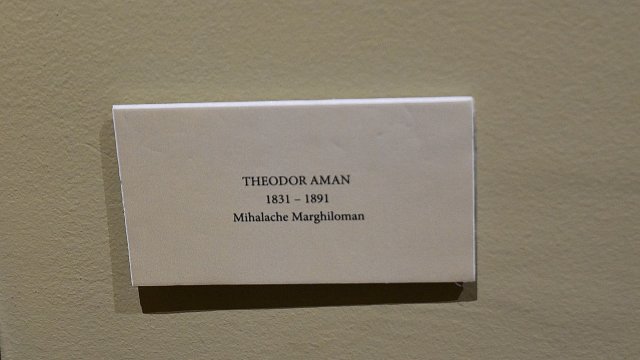 THEODOR AMAN
1831 – 1891
Mihalache Marghiloman